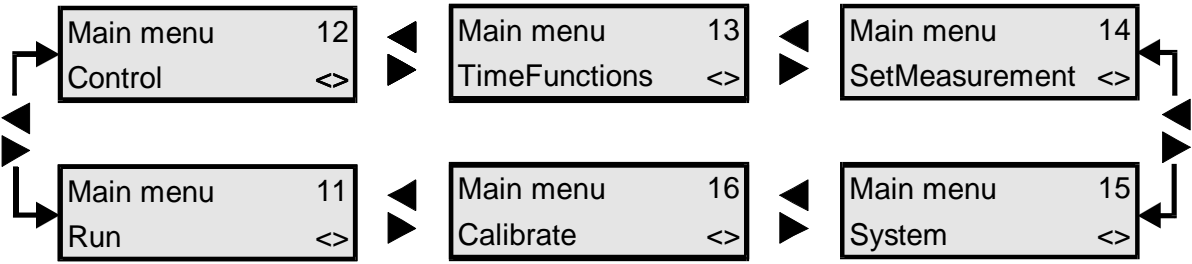 Main menu 12
Control <>
Main menu 13
TimeFunctions <>
Main menu 14
SetMeasurement <>
Main menu 11
Run <>
Main menu 16
Calibrate <>
Main menu 15
System <>